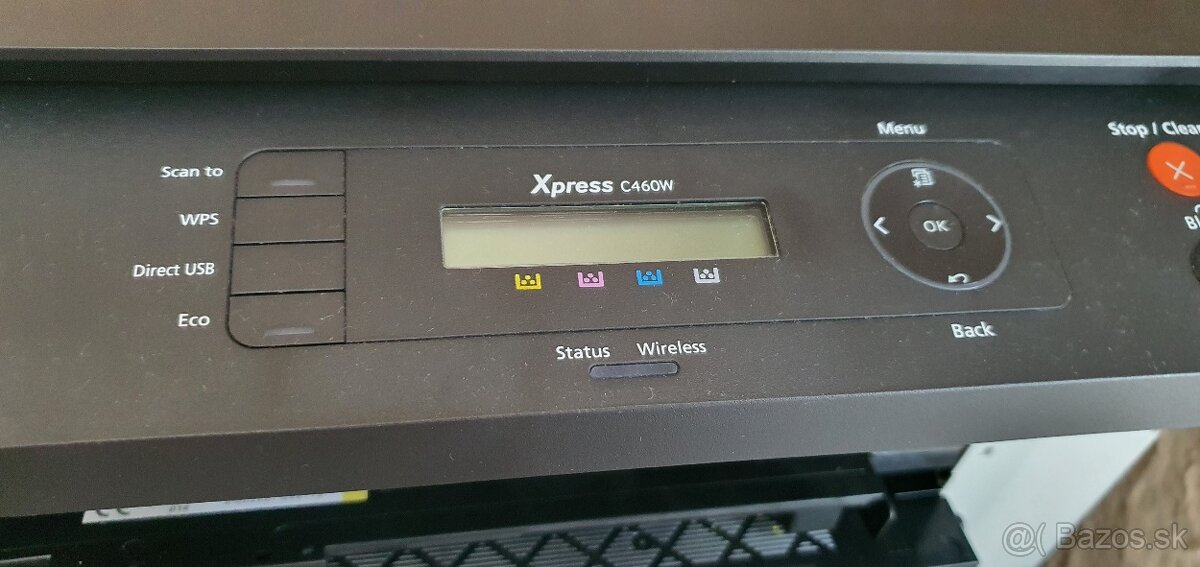 Menu
Stop / Clear
Scan to
Xpress C460W
WPS
OK
Direct USB
Eco
Back
Status Wireless
@( Bazos.sk